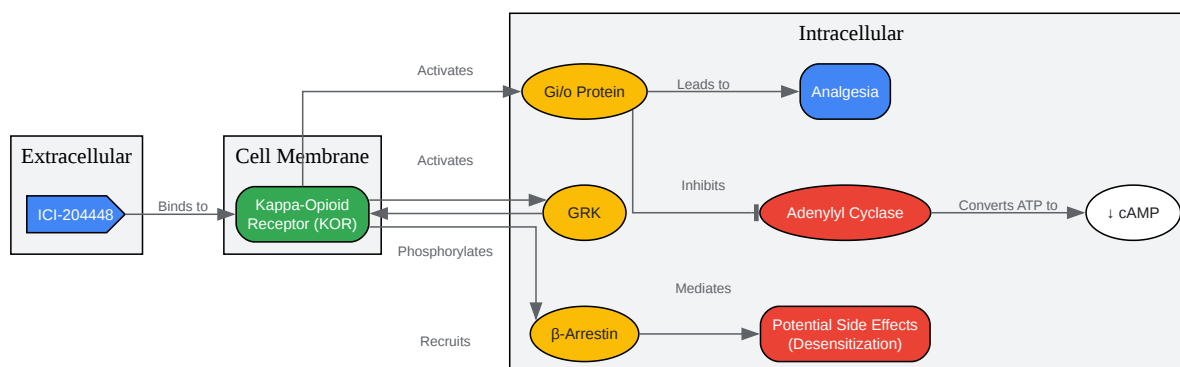 Intracellular
Activates
Gi/o Protein
Leads to
Analgesia
Extracellular
Cell Membrane
Activates
ICI-204448
Binds to
Kappa-Opioid
Receptor (KOR)
GRK
Inhibits
Adenylyl Cyclase
Converts ATP to
↓ cAMP
Phosphorylates
Mediates
β-Arrestin
Potential Side Effects
(Desensitization)
Recruits